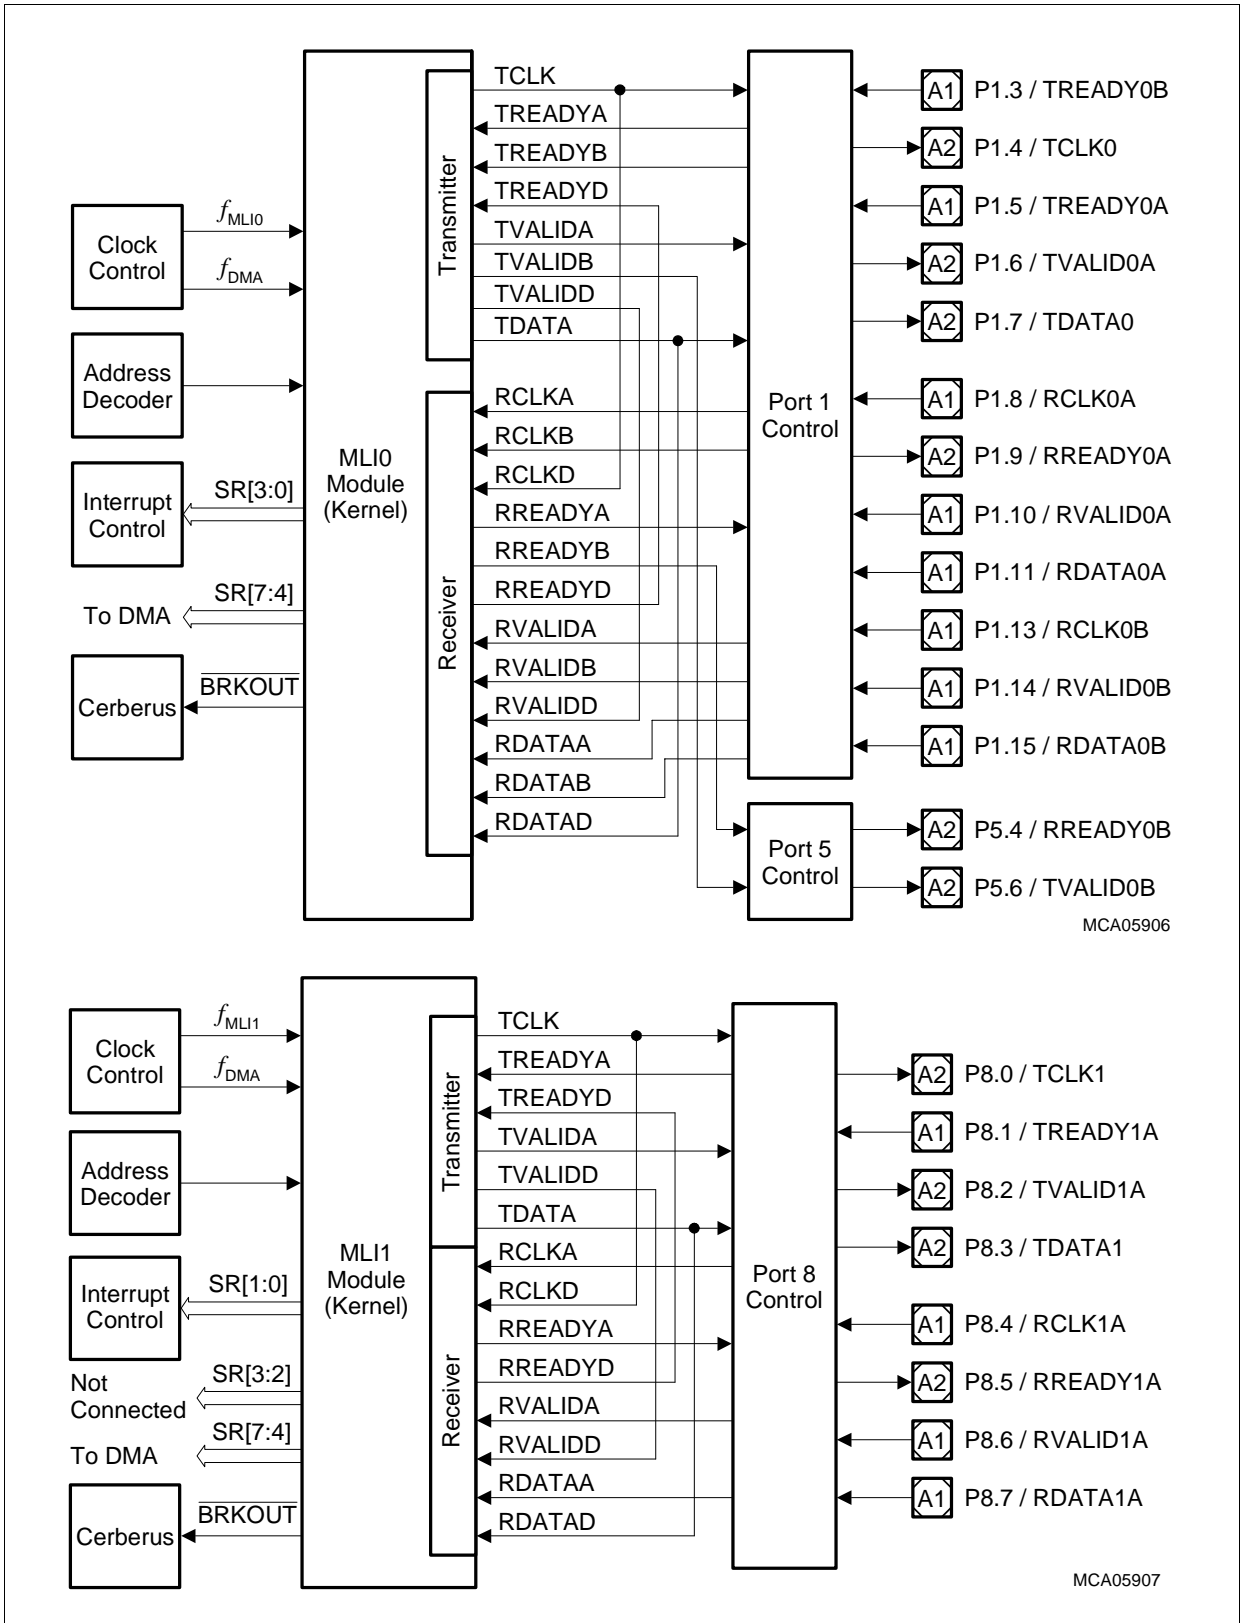 TCLK
TREADYA
TREADYB
TREADYD
TVALIDA
TVALIDB
TVALIDD
TDATA
Transmitter
Clock
Control
fMLI0
fDMA
Address
Decoder
Interrupt
Control
SR[3:0]
To DMA
SR[7:4]
Cerberus
BRKOUT
MLI0
Module
(Kernel)
RCLKA
RCLKB
RCLKD
RREADYA
RREADYB
RREADYD
RVALIDA
RVALIDB
RVALIDD
RDATAA
RDATAB
RDATAD
Receiver
Port 1
Control
Port 5
Control
A1 P1.3 / TREADY0B
A2 P1.4 / TCLK0
A1 P1.5 / TREADY0A
A2 P1.6 / TVALID0A
A2 P1.7 / TDATA0
A1 P1.8 / RCLK0A
A2 P1.9 / RREADY0A
A1 P1.10 / RVALID0A
A1 P1.11 / RDATA0A
A1 P1.13 / RCLK0B
A1 P1.14 / RVALID0B
A1 P1.15 / RDATA0B
A2 P5.4 / RREADY0B
A2 P5.6 / TVALID0B
MCA05906
Clock
Control
fMLI1
fDMA
Address
Decoder
Interrupt
Control
SR[1:0]
Not
Connected
SR[3:2]
To DMA
SR[7:4]
Cerberus
BRKOUT
MLI1
Module
(Kernel)
Transmitter
TCLK
TREADYA
TREADYD
TVALIDA
TVALIDD
TDATA
Receiver
RCLKA
RCLKD
RREADYA
RREADYD
RVALIDA
RVALIDD
RDATAA
RDATAD
Port 8
Control
A2 P8.0 / TCLK1
A1 P8.1 / TREADY1A
A2 P8.2 / TVALID1A
A2 P8.3 / TDATA1
A1 P8.4 / RCLK1A
A2 P8.5 / RREADY1A
A1 P8.6 / RVALID1A
A1 P8.7 / RDATA1A
MCA05907